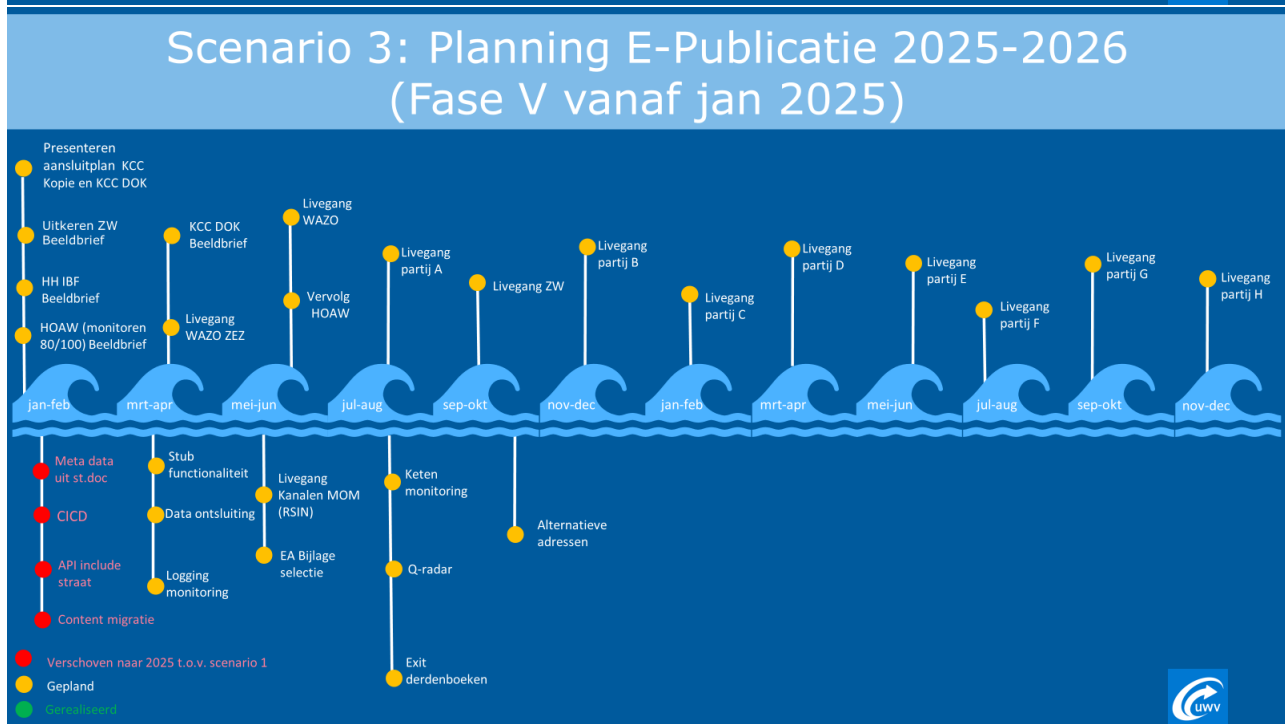 Scenario 3: Planning E-Publicatie 2025-2026
(Fase V vanaf jan 2025)
Presenteren
aansluitplan KCC
Kopie en KCC DOK
Uitkeren ZW
Beeldbrief
HH IBF
Beeldbrief
HOAW (monitoren
80/100) Beeldbrief
KCC DOK
Beeldbrief
Livegang
WAZO ZEZ
Livegang
WAZO
Vervolg
HOAW
Livegang
partij A
Livegang ZW
Livegang
partij B
Livegang
partij C
Livegang
partij D
Livegang
partij E
Livegang
partij F
Livegang
partij G
Livegang
partij H
jan-feb
mrt-apr
mei-jun
jul-aug
sep-okt
nov-dec
jan-feb
mrt-apr
mei-jun
jul-aug
sep-okt
nov-dec
Meta data
uit st.doc
CICD
API include
straat
Content migratie
Stub
functionaliteit
Data ontsluiting
Logging
monitoring
Livegang
Kanalen MOM
(RSIN)
EA Bijlage
selectie
Keten
monitoring
Q-radar
Exit
derdenboeken
Alternatieve
adressen
Verschoven naar 2025 t.o.v. scenario 1
Gepland
Gerealiseerd
uwv